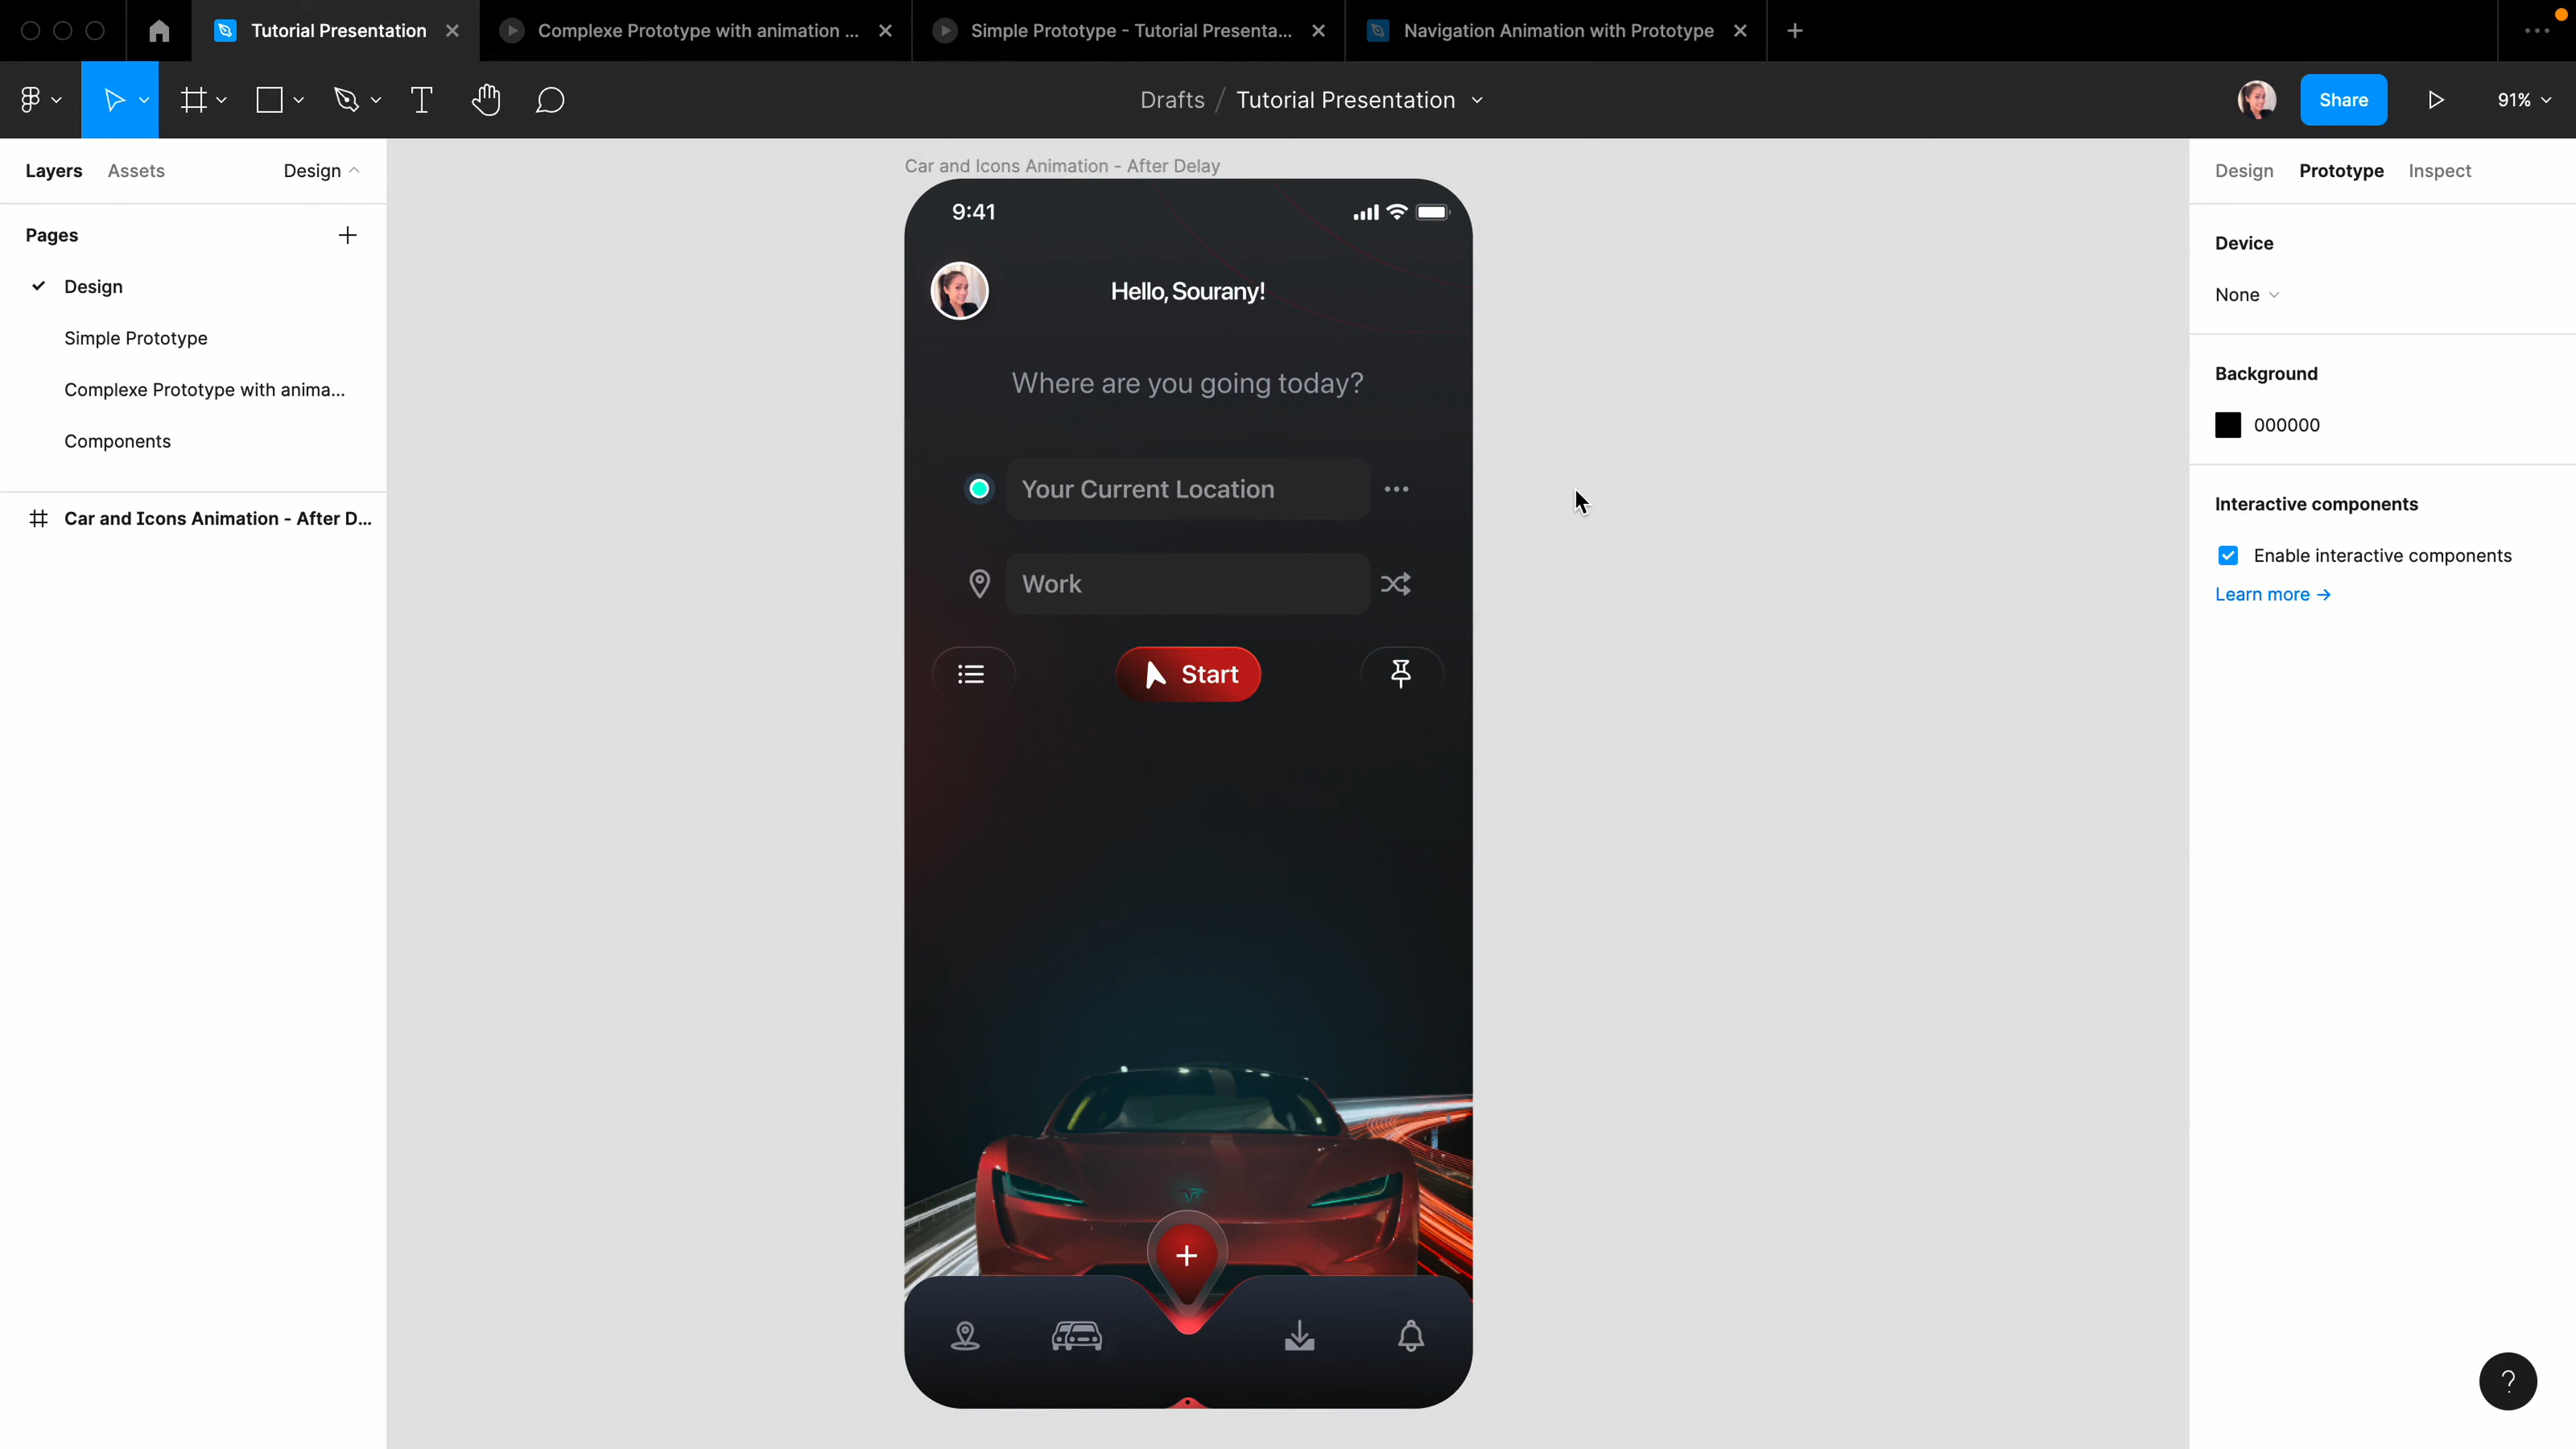 Tutorial Presentation
Complexe Prototype with animation ...
Simple Prototype - Tutorial Presenta...
Navigation Animation with Prototype
Drafts / Tutorial Presentation
Share
91%
Layers
Assets
Design
Pages
Design
Simple Prototype
Complexe Prototype with anima...
Components
Car and Icons Animation - After D...
Car and Icons Animation - After Delay
9:41
Hello, Sourany!
Where are you going today?
Your Current Location
Work
Start
Design
Prototype
Inspect
Device
None
Background
000000
Interactive components
Enable interactive components
Learn more →
?